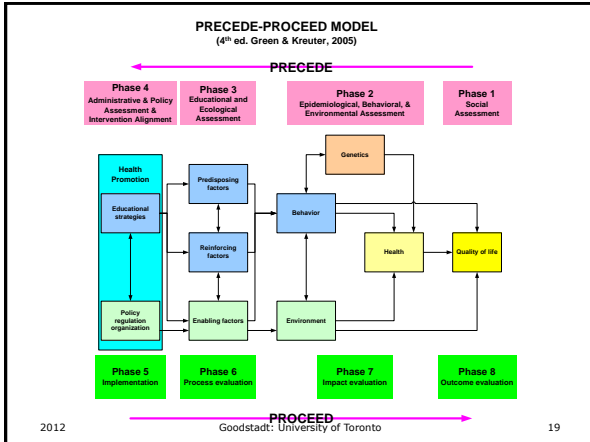 PRECEDE-PROCEED MODEL
(4th ed. Green & Kreuter, 2005)
PRECEDE
Phase 4
Administrative & Policy
Assessment &
Intervention Alignment
Phase 3
Educational and
Ecological
Assessment
Phase 2
Epidemiological, Behavioral, &
Environmental Assessment
Phase 1
Social
Assessment
Health
Promotion
Educational
strategies
Policy
regulation
organization
Predisposing
factors
Reinforcing
factors
Enabling factors
Genetics
Behavior
Environment
Health
Quality of life
Phase 5
Implementation
Phase 6
Process evaluation
Phase 7
Impact evaluation
Phase 8
Outcome evaluation
PROCEED
2012
Goodstadt: University of Toronto
19